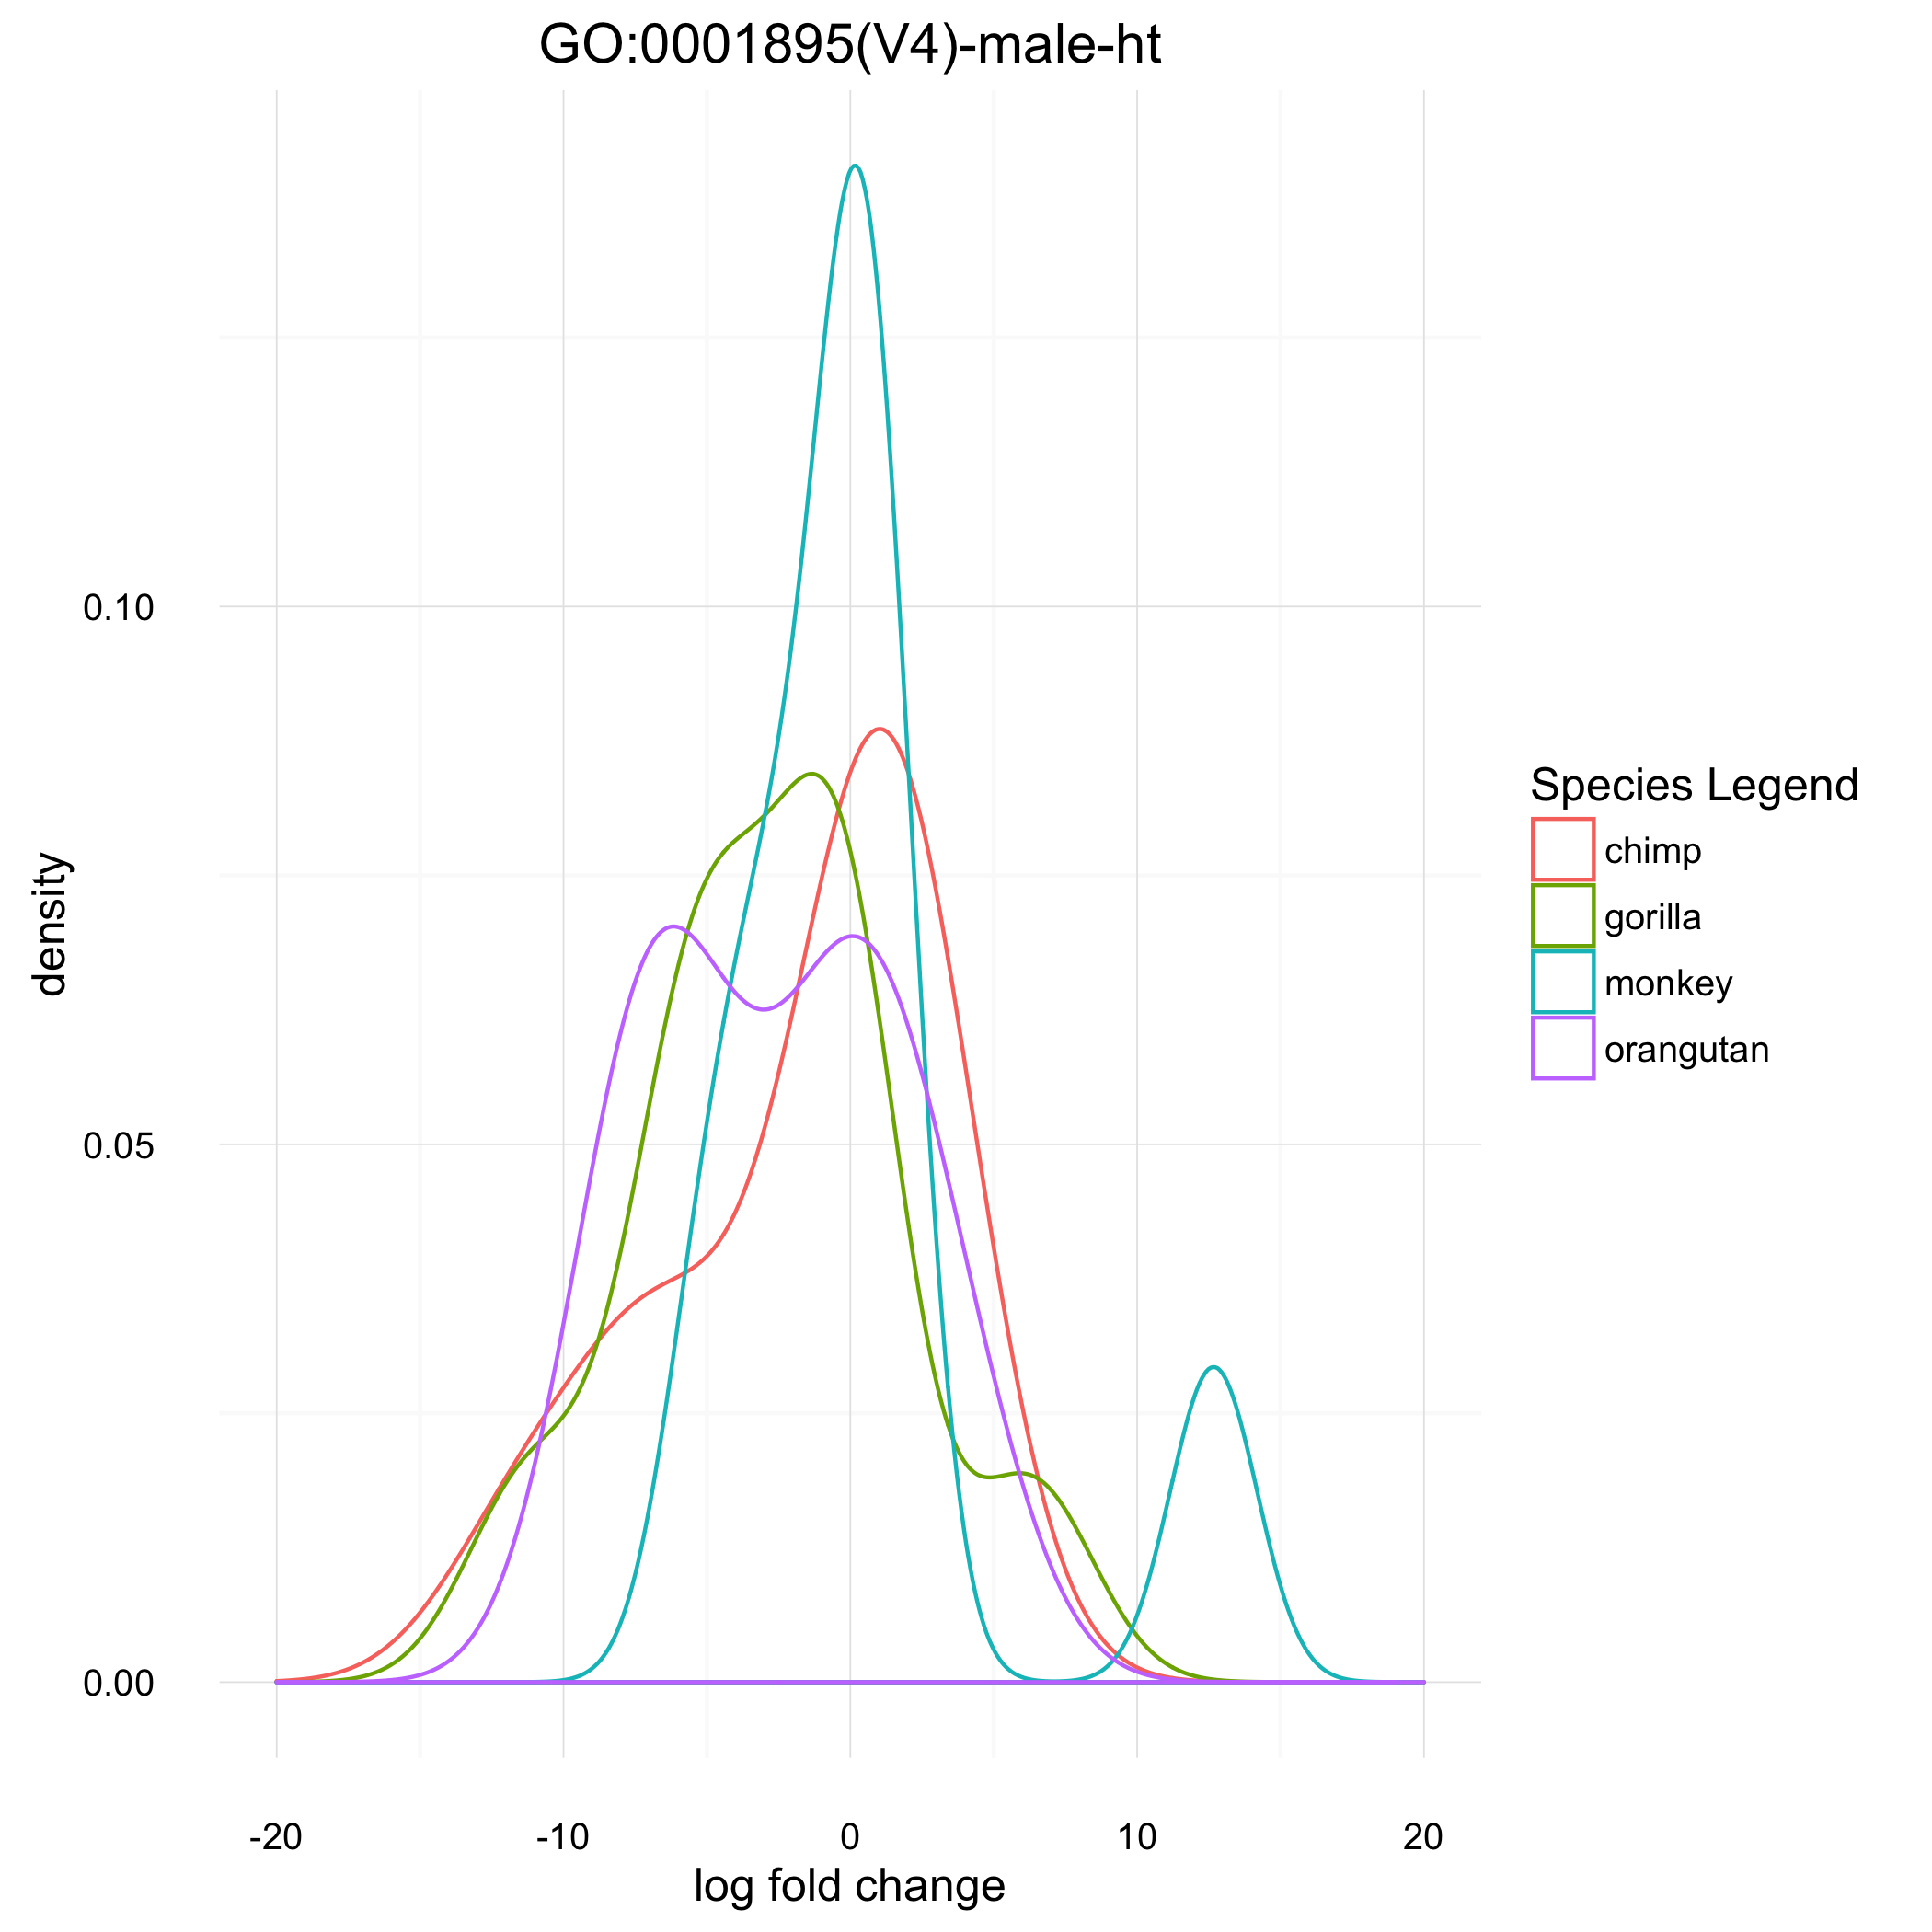 GO:0001895(V4)-male-ht
density
0.10
0.05
0.00
-20
-10
0
10
20
log fold change
Species Legend
chimp
gorilla
monkey
orangutan